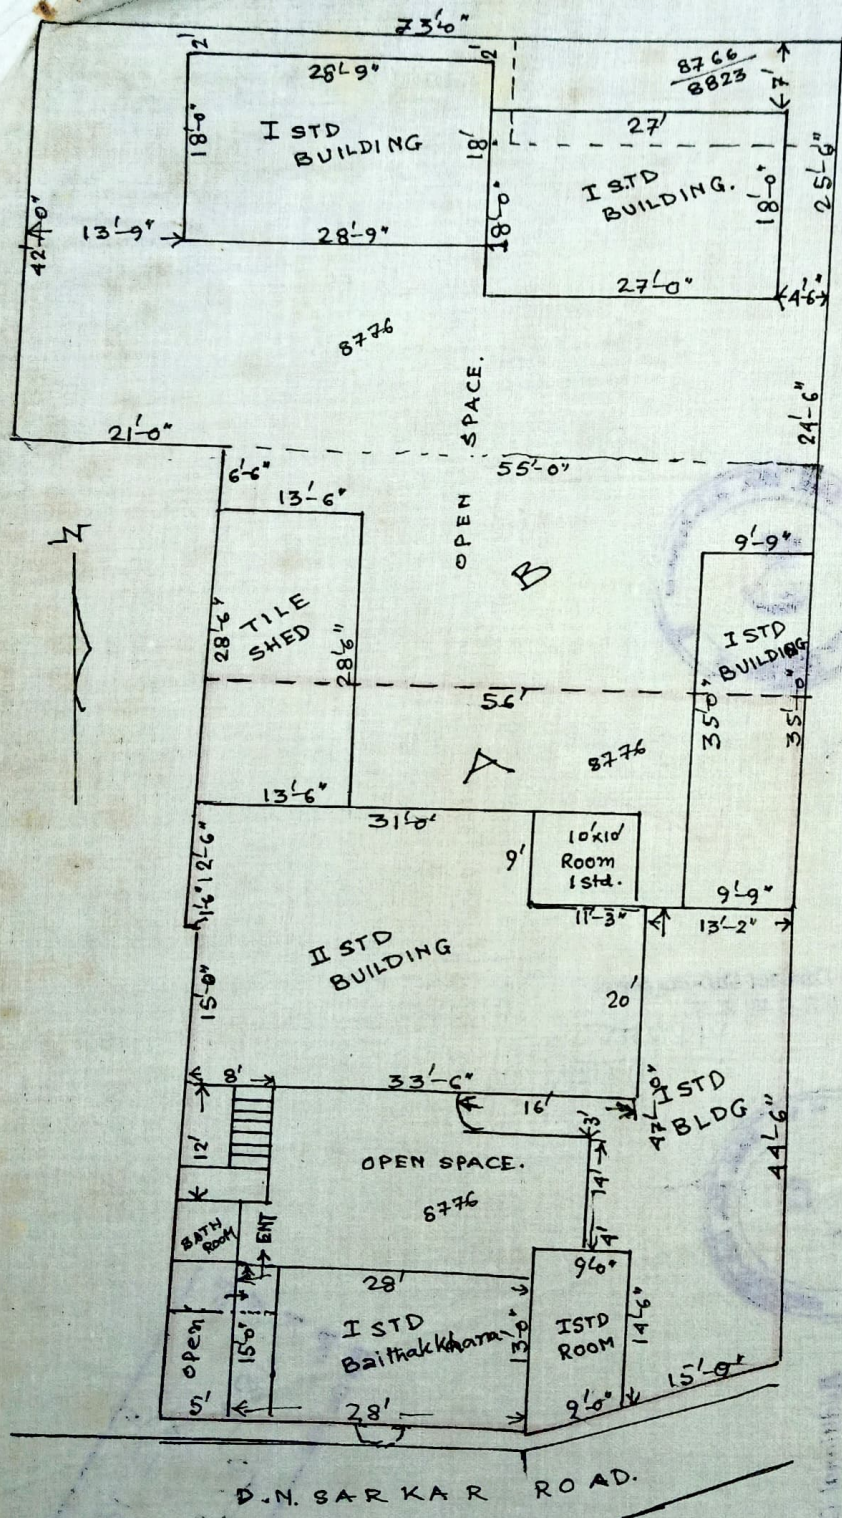 73'-0"
2'
28'-9"
2'
8766
8823
7'
I STD
BUILDING
18'-0"
18'
27'
I STD
BUILDING.
18'-0"
25'-6"
42'-0"
13'-9"
28'-9"
18'-0"
27'-0"
4'-6"
8776
OPEN SPACE.
24'-6"
21'-0"
55'-0"
6'-6"
13'-6"
9'-9"
B
N
TILE
SHED
28'-6"
28'-6"
I STD
BUILDING
35'-0"
35'-0"
56'
A
8776
13'-6"
31'-0"
12'-6"
1'-6"
9'
10'x10'
Room
1 Std.
9'-9"
11'-3"
13'-2"
II STD
BUILDING
15'-0"
20'
8'
33'-6"
16'
3'
47'-10"
I STD
BLDG
44'-6"
12'
OPEN SPACE.
14'
8776
4'
BATH
ROOM
ENT
28'
9'-0"
open
15'-0"
I STD
Baithakkhana
13'-0"
I STD
ROOM
14'-6"
15'-0"
5'
28'
9'-0"
D.N. SARKAR ROAD.